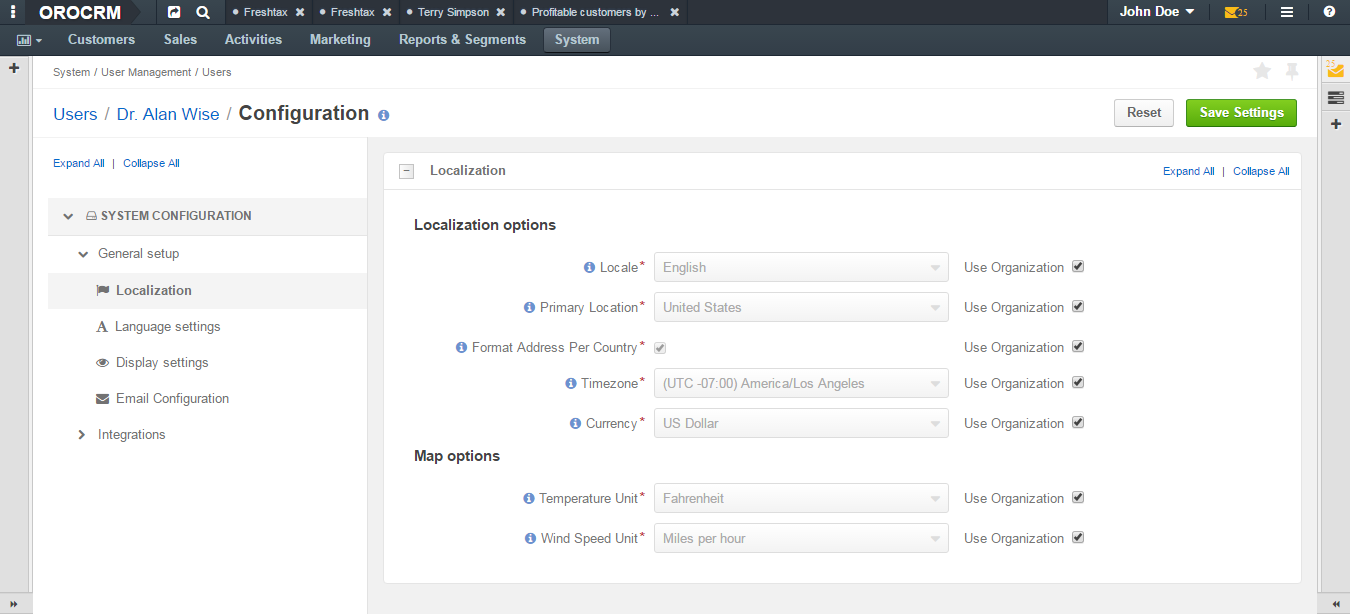 OROCRM Freshtax Freshtax Terry Simpson Profitable customers by ... John Doe 25
Customers Sales Activities Marketing Reports & Segments System
System / User Management / Users
25
Users / Dr. Alan Wise / Configuration Reset Save Settings
Expand All | Collapse All
SYSTEM CONFIGURATION
General setup
Localization
Language settings
Display settings
Email Configuration
Integrations
Localization Expand All | Collapse All
Localization options
Locale* English Use Organization
Primary Location* United States Use Organization
Format Address Per Country* Use Organization
Timezone* (UTC -07:00) America/Los Angeles Use Organization
Currency* US Dollar Use Organization
Map options
Temperature Unit* Fahrenheit Use Organization
Wind Speed Unit* Miles per hour Use Organization